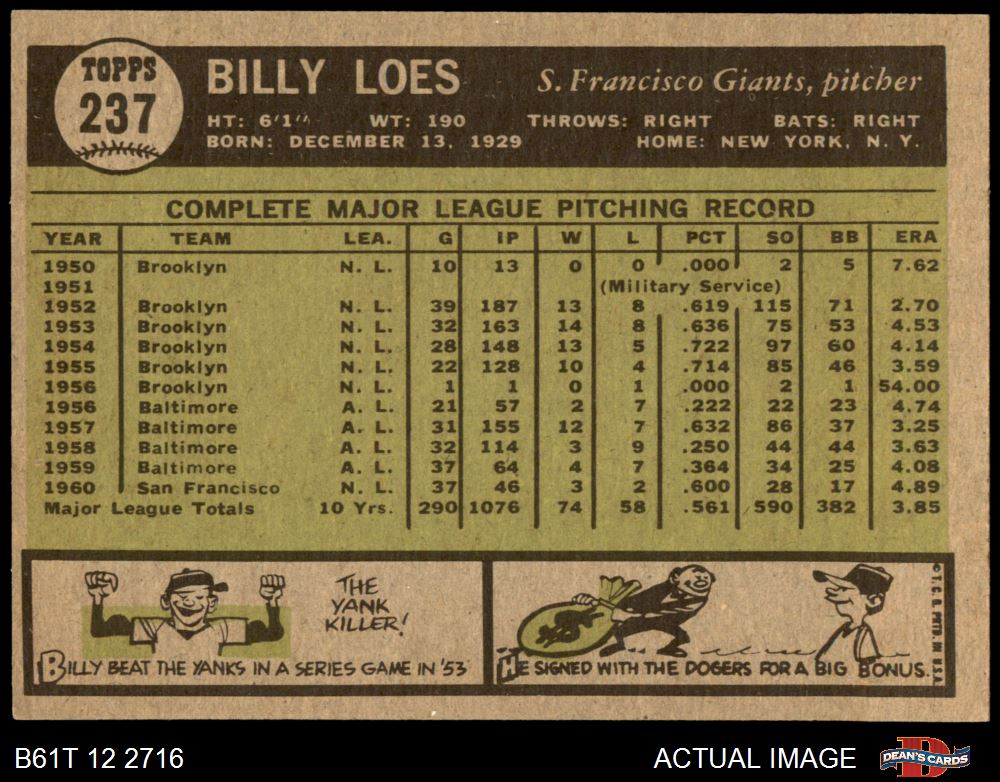 TOPPS
237
BILLY LOES
S. Francisco Giants, pitcher
HT: 6'1" WT: 190 THROWS: RIGHT BATS: RIGHT
BORN: DECEMBER 13, 1929 HOME: NEW YORK, N. Y.
COMPLETE MAJOR LEAGUE PITCHING RECORD
YEAR TEAM LEA. G IP W L PCT SO BB ERA
1950 Brooklyn N. L. 10 13 0 0 .000 2 5 7.62
1951 (Military Service)
1952 Brooklyn N. L. 39 187 13 8 .619 115 71 2.70
1953 Brooklyn N. L. 32 163 14 8 .636 75 53 4.53
1954 Brooklyn N. L. 28 148 13 5 .722 97 60 4.14
1955 Brooklyn N. L. 22 128 10 4 .714 85 46 3.59
1956 Brooklyn N. L. 1 1 0 1 .000 2 1 54.00
1956 Baltimore A. L. 21 57 2 7 .222 22 23 4.74
1957 Baltimore A. L. 31 155 12 7 .632 86 37 3.25
1958 Baltimore A. L. 32 114 3 9 .250 44 44 3.63
1959 Baltimore A. L. 37 64 4 7 .364 34 25 4.08
1960 San Francisco N. L. 37 46 3 2 .600 28 17 4.89
Major League Totals 10 Yrs. 290 1076 74 58 .561 590 382 3.85
THE
YANK
KILLER!
BILLY BEAT THE YANKS IN A SERIES GAME IN '53
HE SIGNED WITH THE DOGERS FOR A BIG BONUS.
© T. C. G. PRTD. IN U.S.A.
B61T 12 2716
ACTUAL IMAGE
DEAN'S CARDS